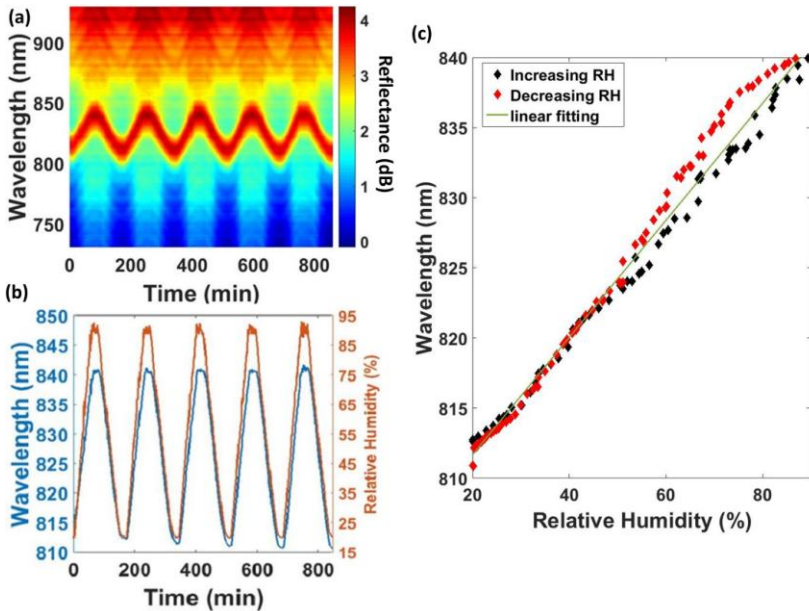 (a)
Wavelength (nm)
900
850
800
750
0 200 400 600 800
Time (min)
4
3
2
1
0
Reflectance (dB)
(b)
Wavelength (nm)
850
845
840
835
830
825
820
815
810
0 200 400 600 800
Time (min)
95
85
75
65
55
45
35
25
15
Relative Humidity (%)
(c)
Wavelength (nm)
840
835
830
825
820
815
810
Increasing RH
Decreasing RH
linear fitting
20 40 60 80
Relative Humidity (%)